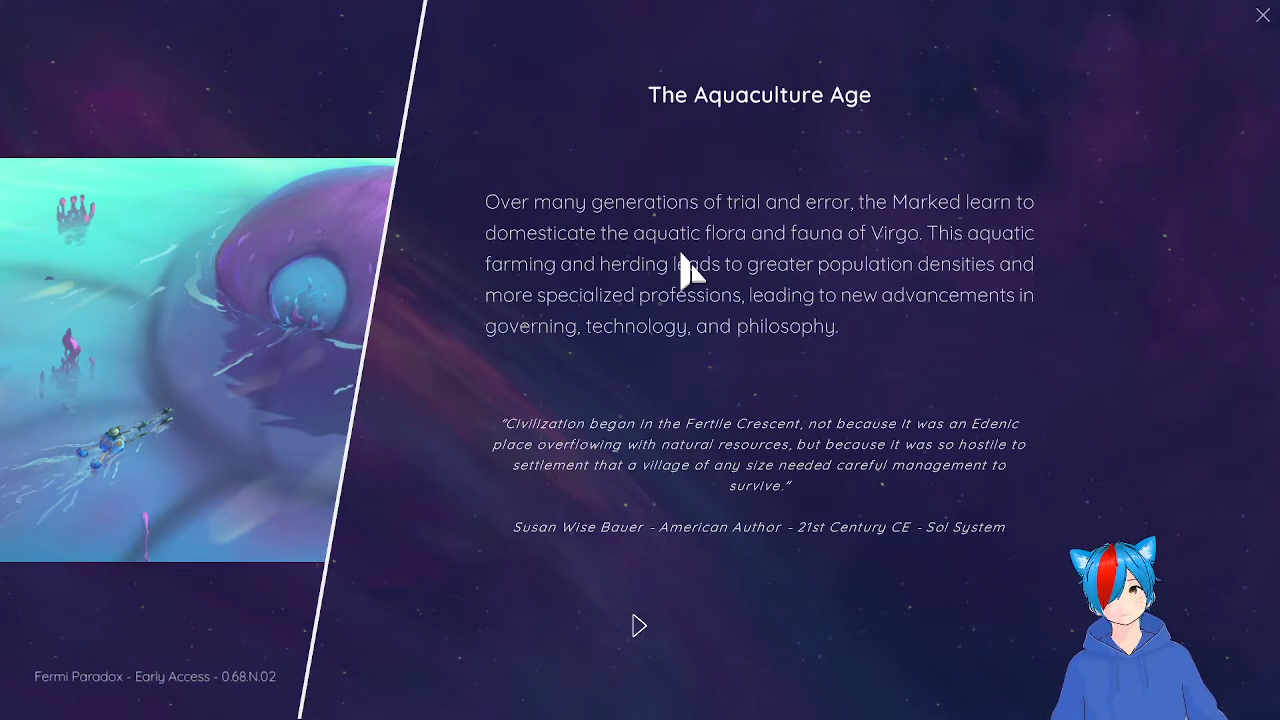 The Aquaculture Age
Over many generations of trial and error, the Marked learn to
domesticate the aquatic flora and fauna of Virgo. This aquatic
farming and herding leads to greater population densities and
more specialized professions, leading to new advancements in
governing, technology, and philosophy.
"Civilization began in the Fertile Crescent, not because it was an Edenic
place overflowing with natural resources, but because it was so hostile to
settlement that a village of any size needed careful management to
survive."
Susan Wise Bauer - American Author - 21st Century CE - Sol System
Fermi Paradox - Early Access - 0.68.N.02